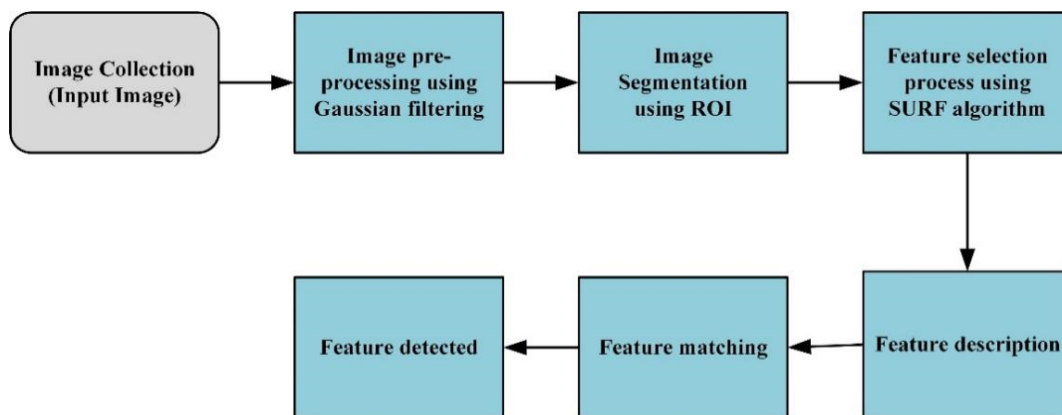 Image Collection
(Input Image)
Image pre-
processing using
Gaussian filtering
Image
Segmentation
using ROI
Feature selection
process using
SURF algorithm
Feature description
Feature matching
Feature detected